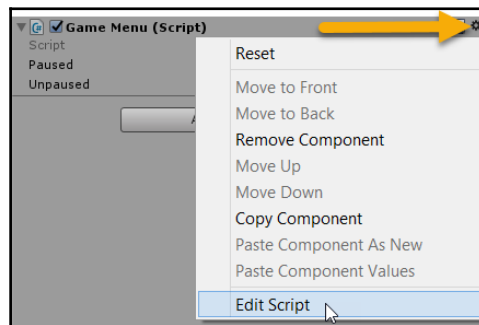 Game Menu (Script)
Script
Paused
Unpaused
A
Reset
Move to Front
Move to Back
Remove Component
Move Up
Move Down
Copy Component
Paste Component As New
Paste Component Values
Edit Script